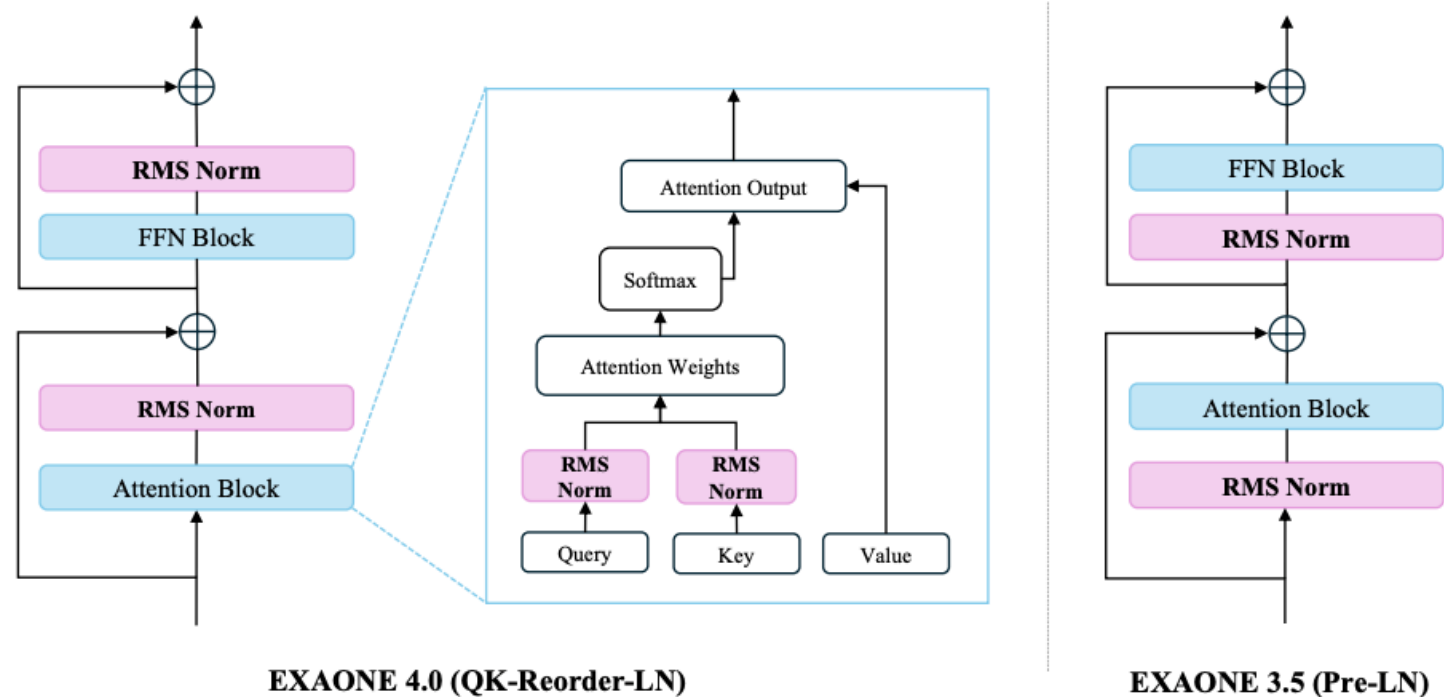 RMS Norm
FFN Block
RMS Norm
Attention Block
Attention Output
Softmax
Attention Weights
RMS
Norm
RMS
Norm
Query
Key
Value
EXAONE 4.0 (QK-Reorder-LN)
FFN Block
RMS Norm
Attention Block
RMS Norm
EXAONE 3.5 (Pre-LN)